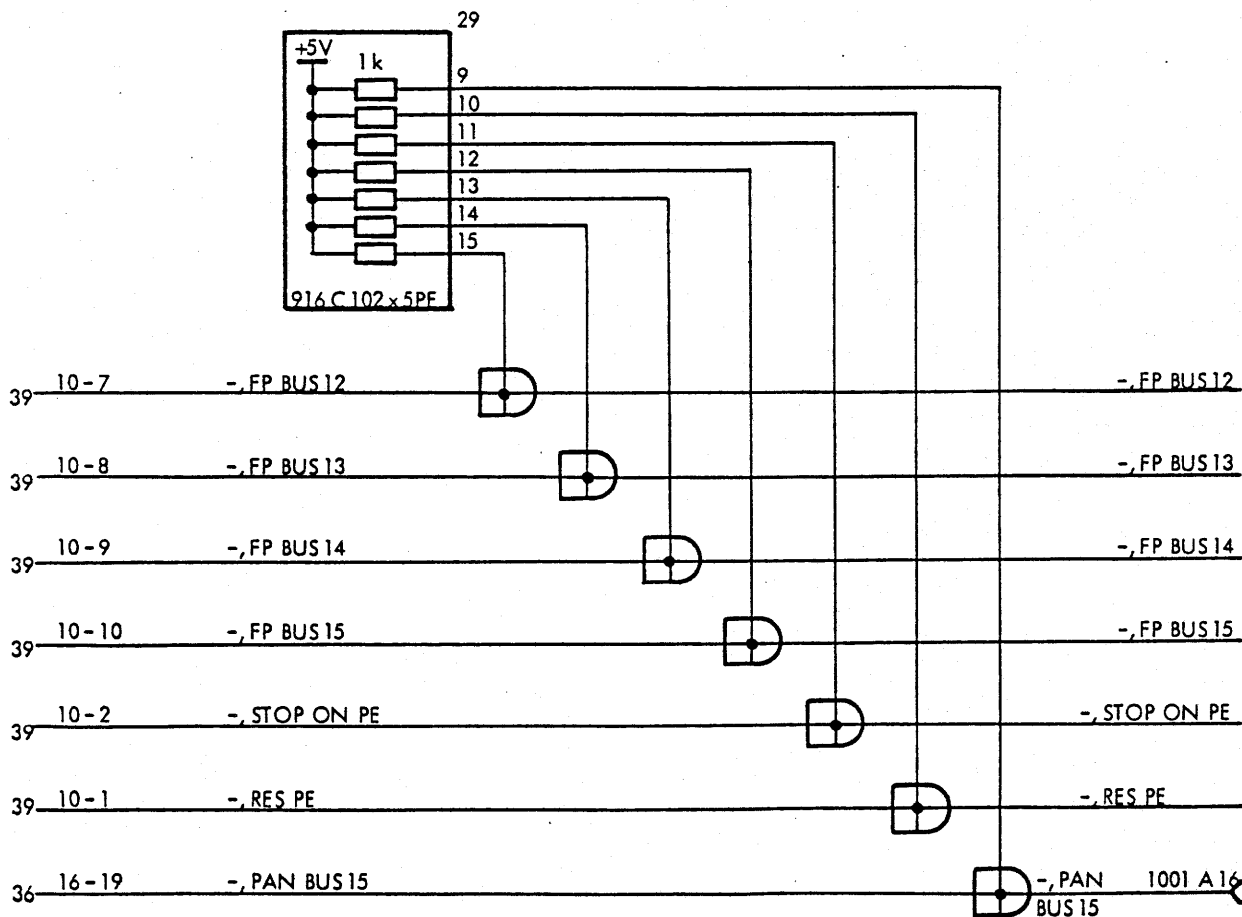 29
+5V
1k
9
10
11
12
13
14
15
916 C 102 x 5PE
39 10-7 -, FP BUS 12 -, FP BUS 12
39 10-8 -, FP BUS 13 -, FP BUS 13
39 10-9 -, FP BUS 14 -, FP BUS 14
39 10-10 -, FP BUS 15 -, FP BUS 15
39 10-2 -, STOP ON PE -, STOP ON PE
39 10-1 -, RES PE -, RES PE
36 16-19 -, PAN BUS 15 -, PAN 1001 A 16
BUS 15